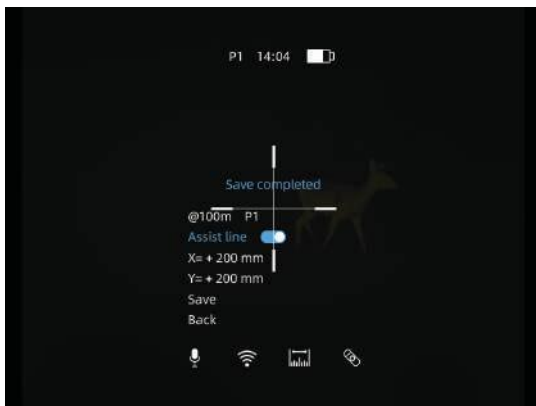 P1 14:04
Save completed
@100m P1
Assist line
X= + 200 mm
Y= + 200 mm
Save
Back